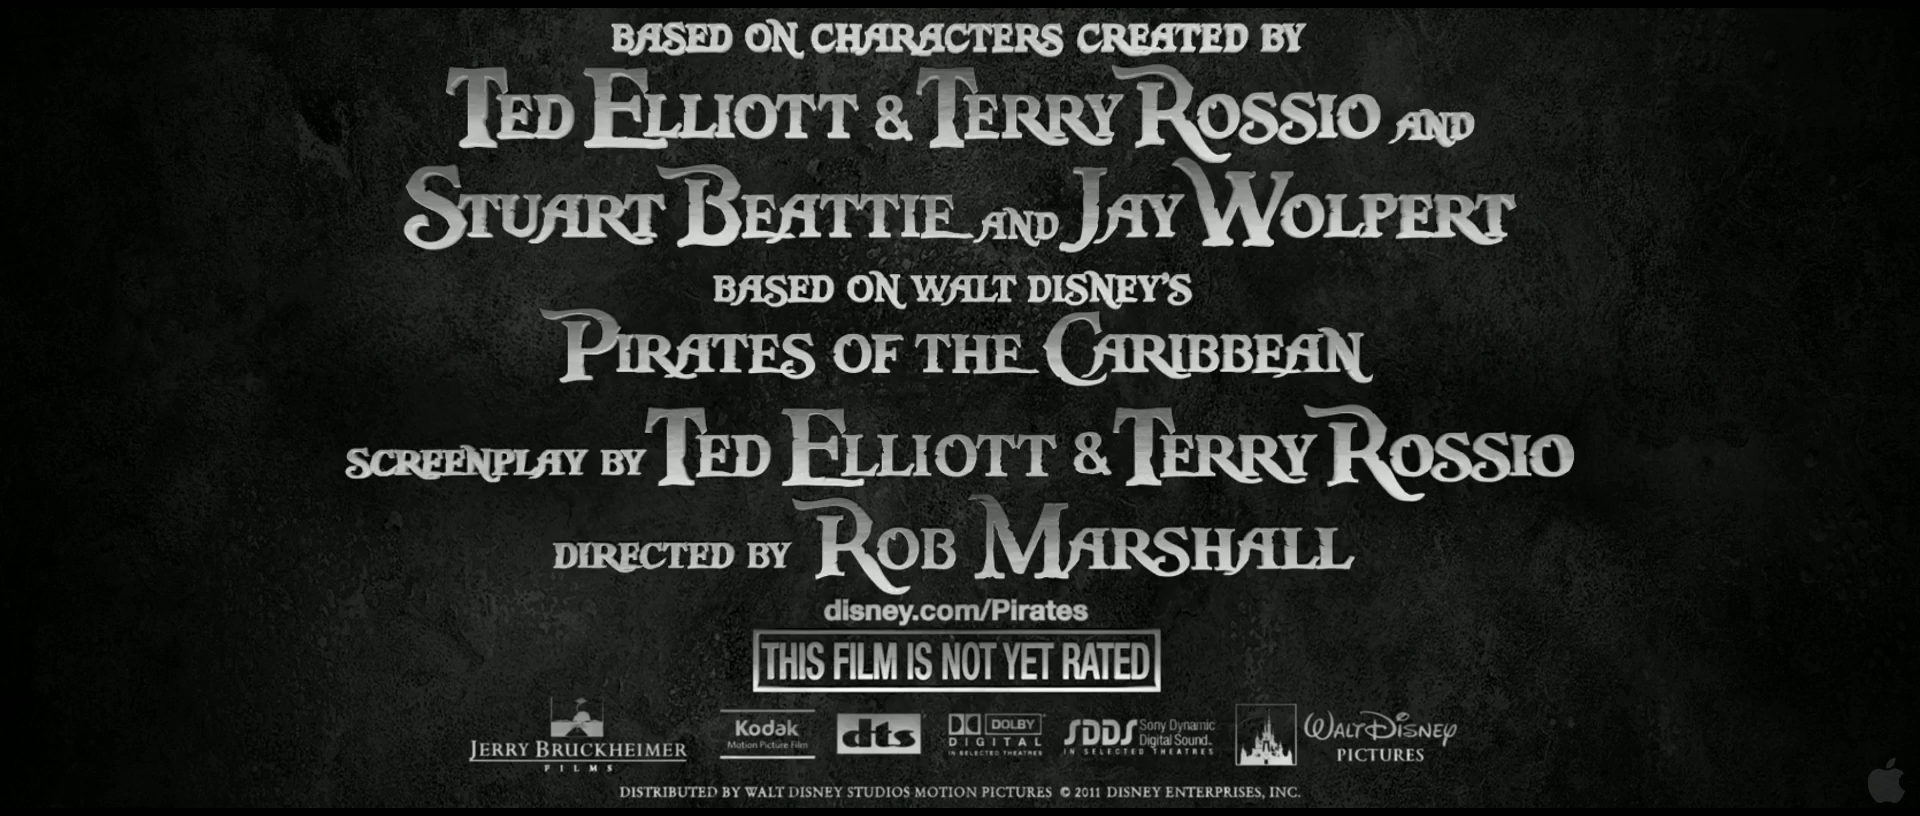 BASED ON CHARACTERS CREATED BY
TED ELLIOTT & TERRY ROSSIO AND
STUART BEATTIE AND JAY WOLPERT
BASED ON WALT DISNEY'S
PIRATES OF THE CARIBBEAN
SCREENPLAY BY TED ELLIOTT & TERRY ROSSIO
DIRECTED BY ROB MARSHALL
disney.com/Pirates
THIS FILM IS NOT YET RATED
JERRY BRUCKHEIMER
FILMS
Kodak
Motion Picture Film
dts
DOLBY
DIGITAL
IN SELECTED THEATRES
SDDS Sony Dynamic
Digital Sound™
IN SELECTED THEATRES
WALT DISNEY
PICTURES
DISTRIBUTED BY WALT DISNEY STUDIOS MOTION PICTURES © 2011 DISNEY ENTERPRISES, INC.